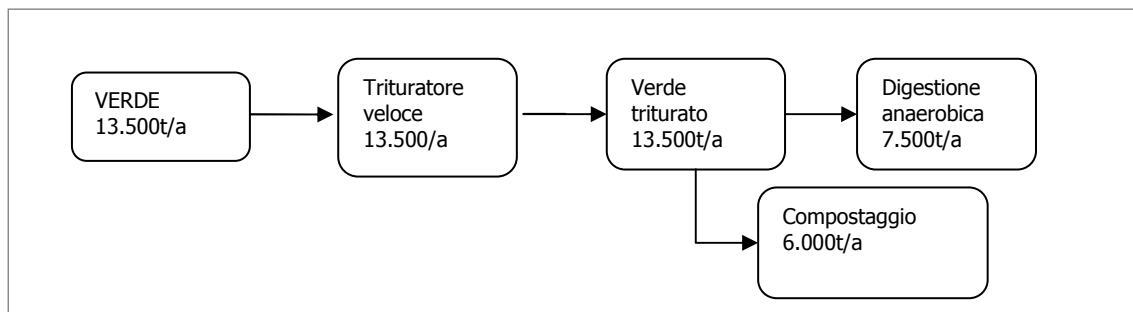 VERDE
13.500t/a
Trituratore
veloce
13.500/a
Verde
triturato
13.500t/a
Digestione
anaerobica
7.500t/a
Compostaggio
6.000t/a